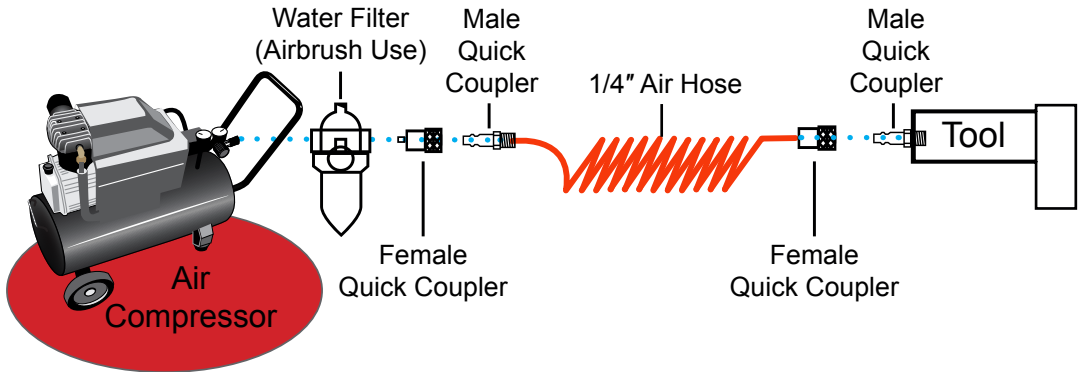 Water Filter
(Airbrush Use)
Male
Quick
Coupler
1/4″ Air Hose
Male
Quick
Coupler
Tool
Female
Quick Coupler
Female
Quick Coupler
Air
Compressor